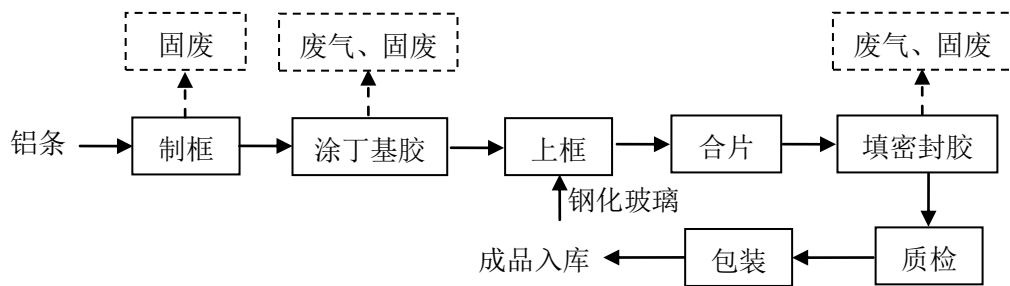 固废
废气、固废
废气、固废
铝条
制框
涂丁基胶
上框
合片
填密封胶
钢化玻璃
成品入库
包装
质检